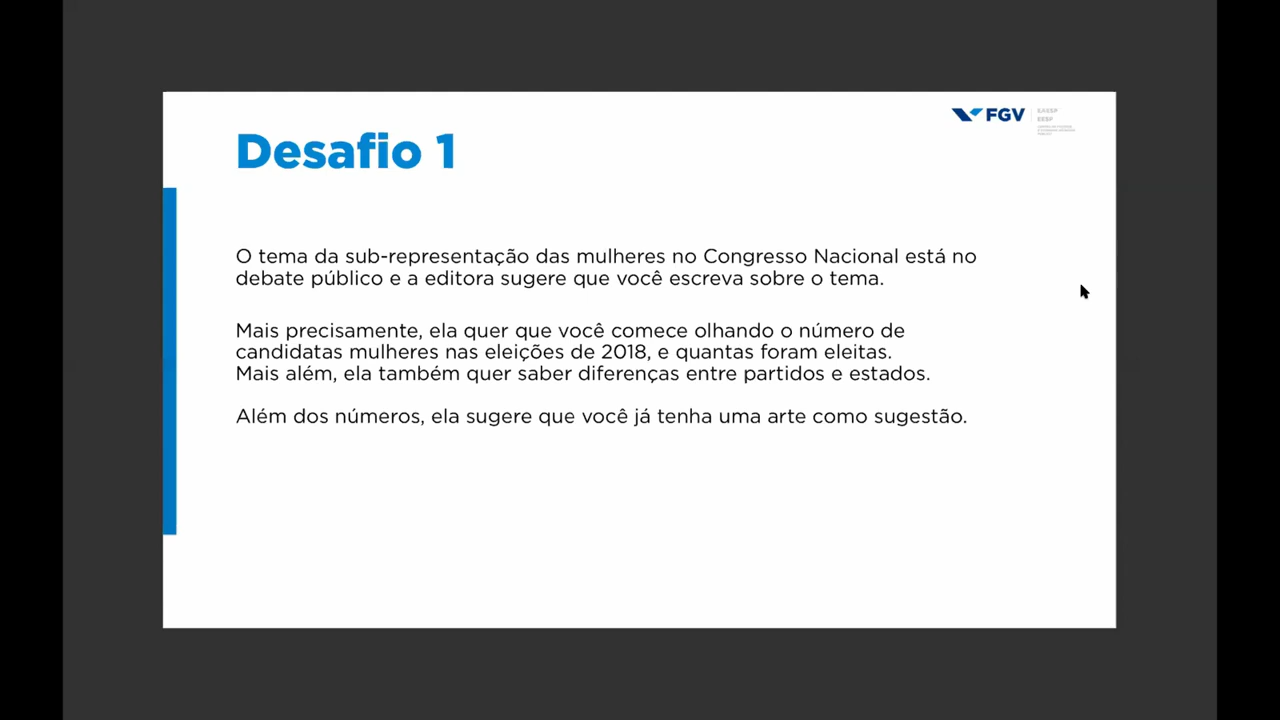 FGV
EAESP
EESP
Desafio 1
O tema da sub-representação das mulheres no Congresso Nacional está no
debate público e a editora sugere que você escreva sobre o tema.
Mais precisamente, ela quer que você comece olhando o número de
candidatas mulheres nas eleições de 2018, e quantas foram eleitas.
Mais além, ela também quer saber diferenças entre partidos e estados.
Além dos números, ela sugere que você já tenha uma arte como sugestão.